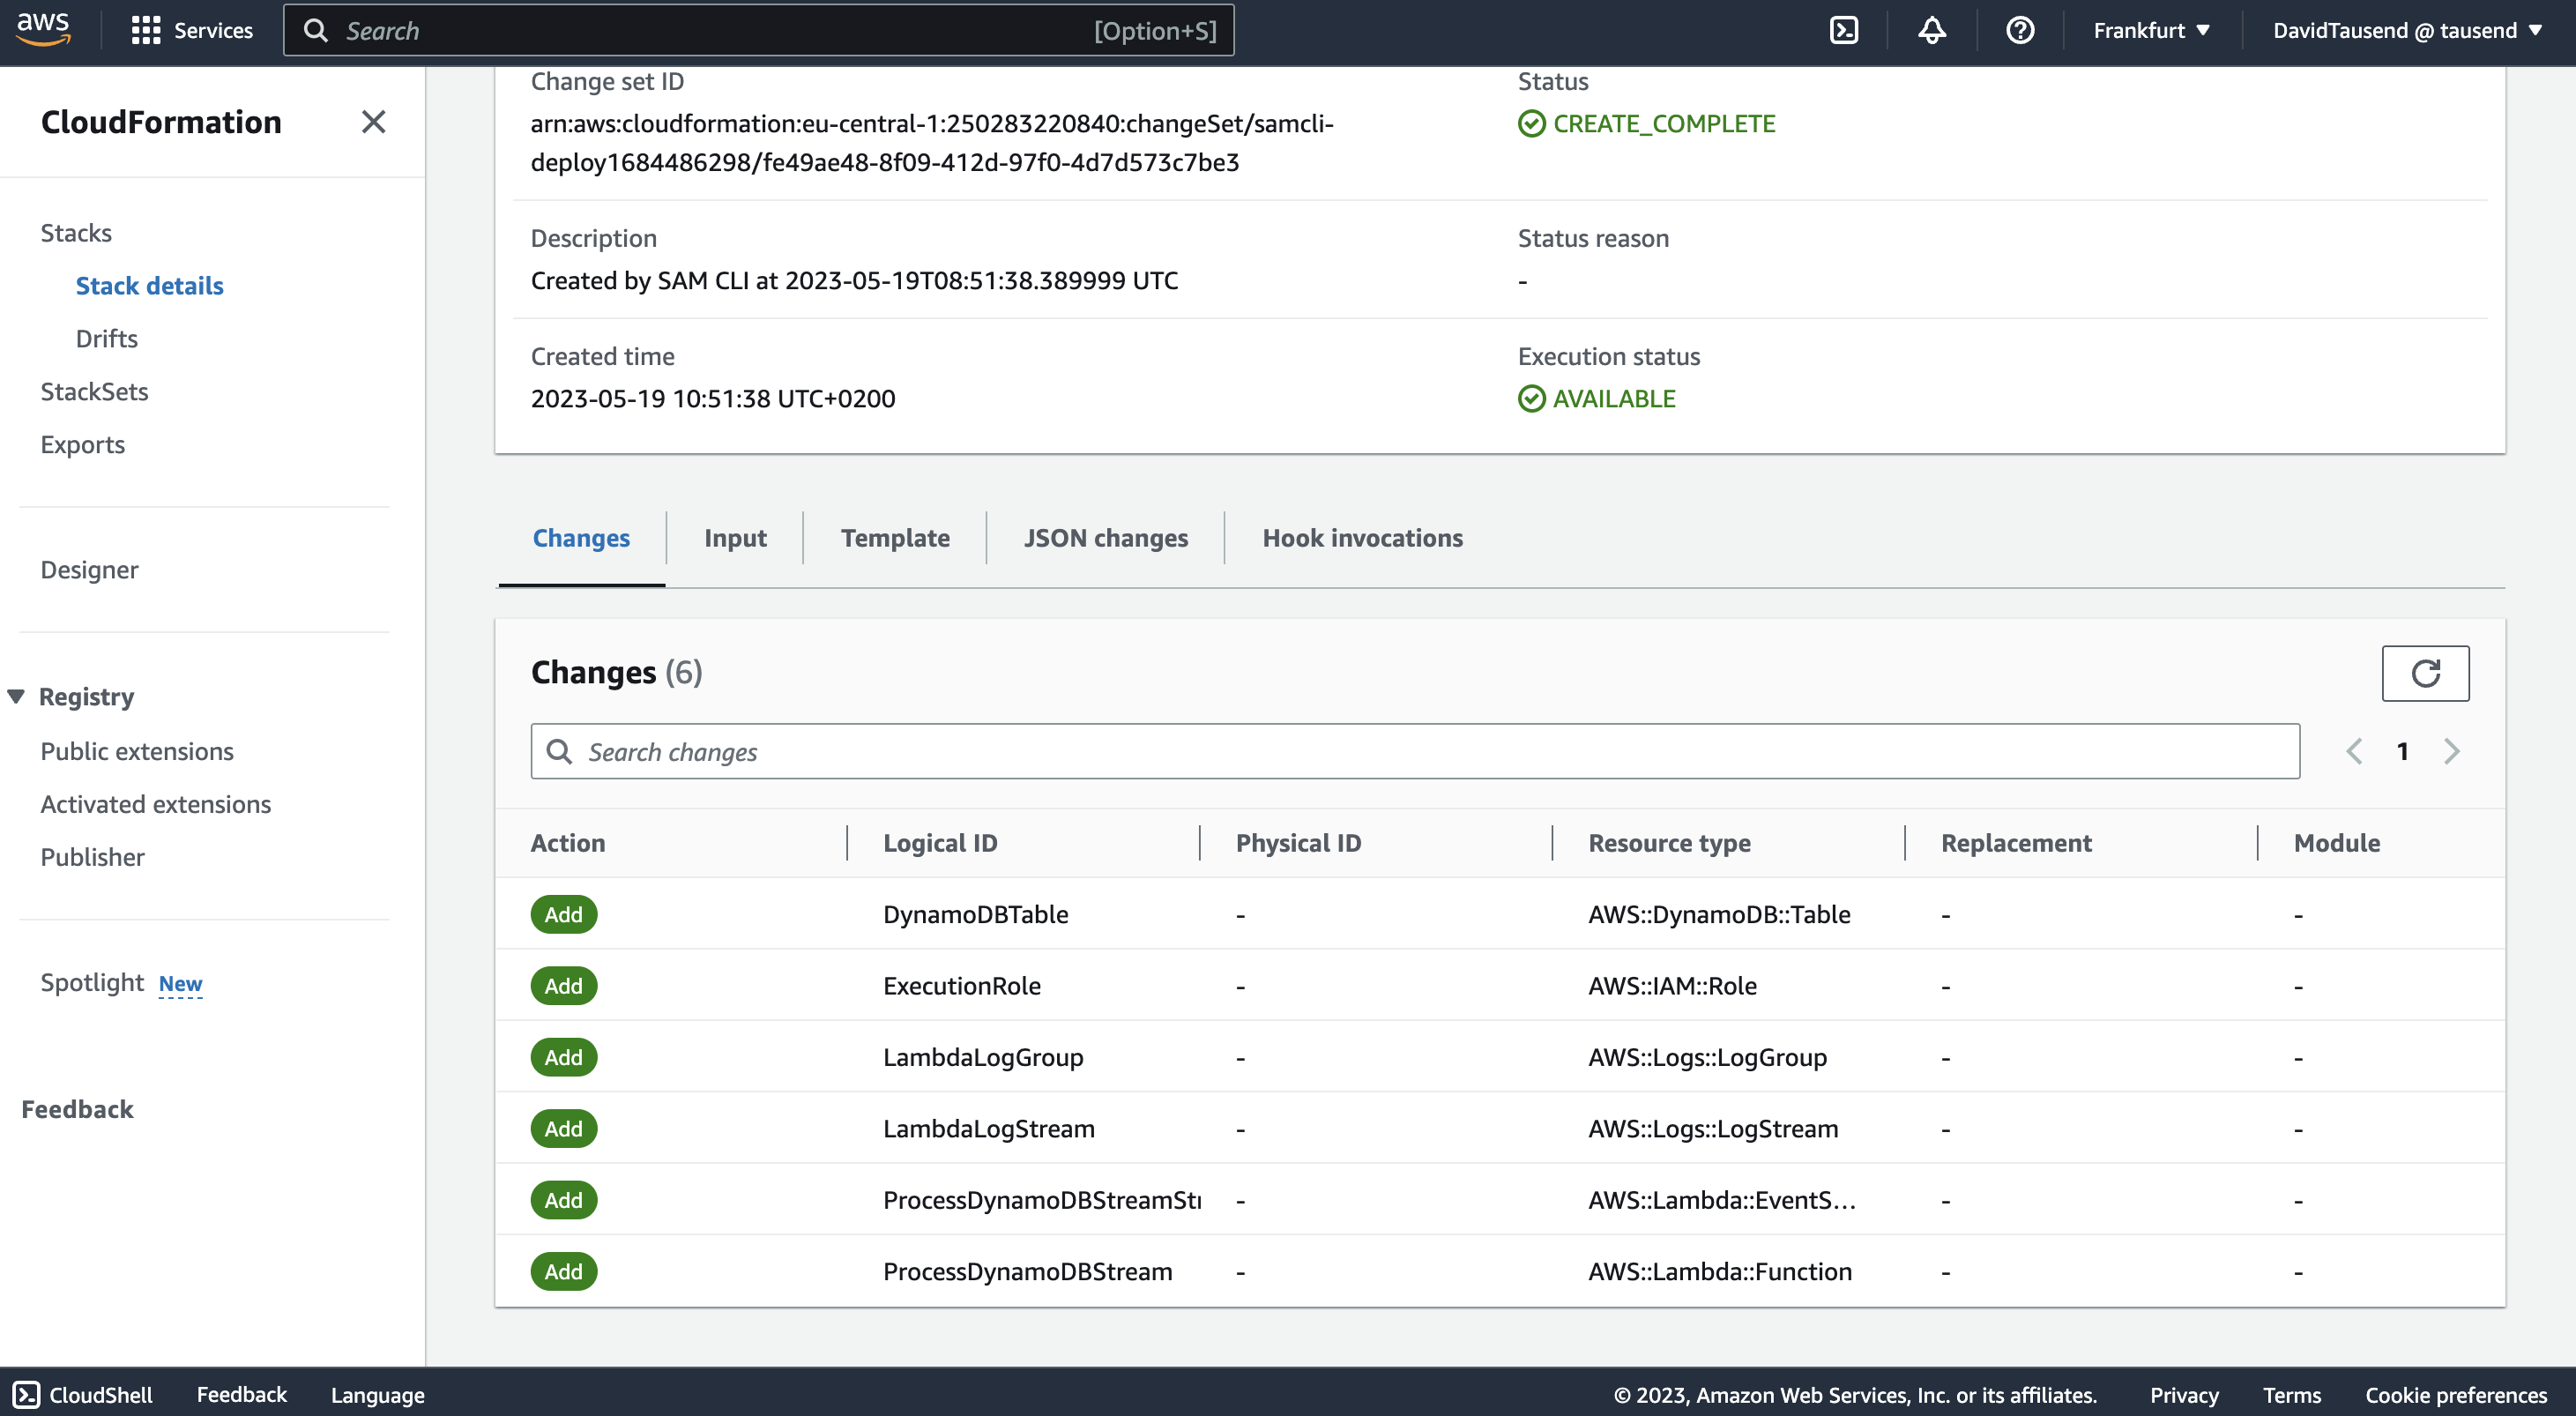 aws
Services
Search
[Option+S]
Frankfurt
DavidTausend @ tausend
CloudFormation
Stacks
Stack details
Drifts
StackSets
Exports
Designer
Registry
Public extensions
Activated extensions
Publisher
Spotlight New
Feedback
Change set ID
arn:aws:cloudformation:eu-central-1:250283220840:changeSet/samcli-
deploy1684486298/fe49ae48-8f09-412d-97f0-4d7d573c7be3
Status
CREATE_COMPLETE
Description
Created by SAM CLI at 2023-05-19T08:51:38.389999 UTC
Status reason
-
Created time
2023-05-19 10:51:38 UTC+0200
Execution status
AVAILABLE
Changes Input Template JSON changes Hook invocations
Changes (6)
Search changes
1
Action Logical ID Physical ID Resource type Replacement Module
Add DynamoDBTable - AWS::DynamoDB::Table - -
Add ExecutionRole - AWS::IAM::Role - -
Add LambdaLogGroup - AWS::Logs::LogGroup - -
Add LambdaLogStream - AWS::Logs::LogStream - -
Add ProcessDynamoDBStreamStr - AWS::Lambda::EventS... - -
Add ProcessDynamoDBStream - AWS::Lambda::Function - -
CloudShell Feedback Language
© 2023, Amazon Web Services, Inc. or its affiliates. Privacy Terms Cookie preferences